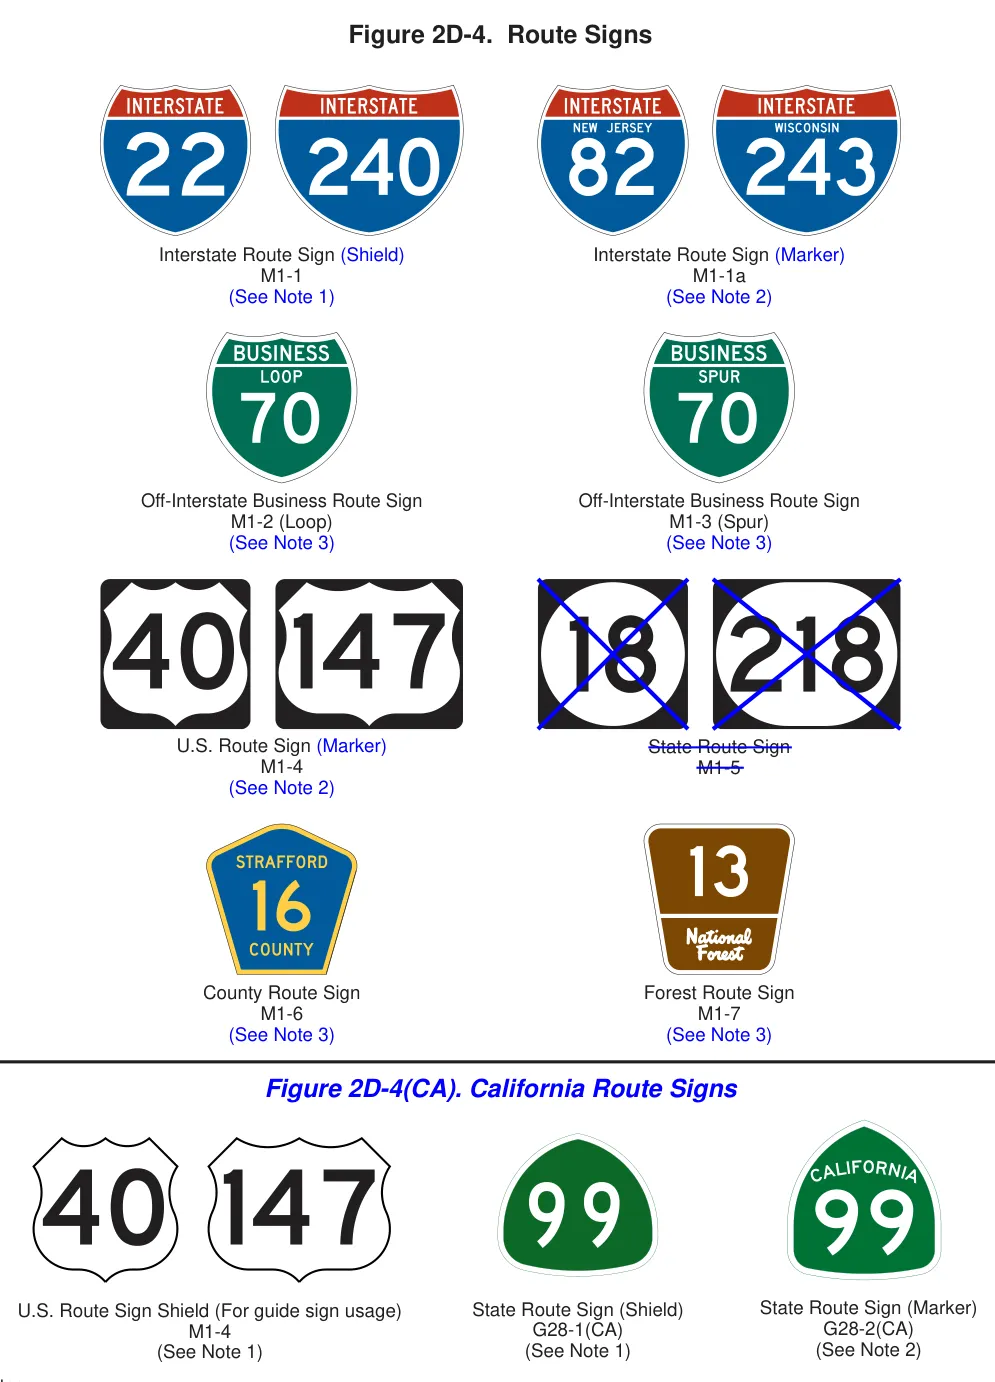 Figure 2D-4.  Route Signs
INTERSTATE
22
INTERSTATE
240
INTERSTATE
NEW JERSEY
82
INTERSTATE
WISCONSIN
243
Interstate Route Sign (Shield)
M1-1
(See Note 1)
Interstate Route Sign (Marker)
M1-1a
(See Note 2)
BUSINESS
LOOP
70
BUSINESS
SPUR
70
Off-Interstate Business Route Sign
M1-2 (Loop)
(See Note 3)
Off-Interstate Business Route Sign
M1-3 (Spur)
(See Note 3)
40
147
18
218
U.S. Route Sign (Marker)
M1-4
(See Note 2)
State Route Sign
M1-5
STRAFFORD
16
COUNTY
13
National
Forest
County Route Sign
M1-6
(See Note 3)
Forest Route Sign
M1-7
(See Note 3)
Figure 2D-4(CA). California Route Signs
40
147
99
CALIFORNIA
99
U.S. Route Sign Shield (For guide sign usage)
M1-4
(See Note 1)
State Route Sign (Shield)
G28-1(CA)
(See Note 1)
State Route Sign (Marker)
G28-2(CA)
(See Note 2)